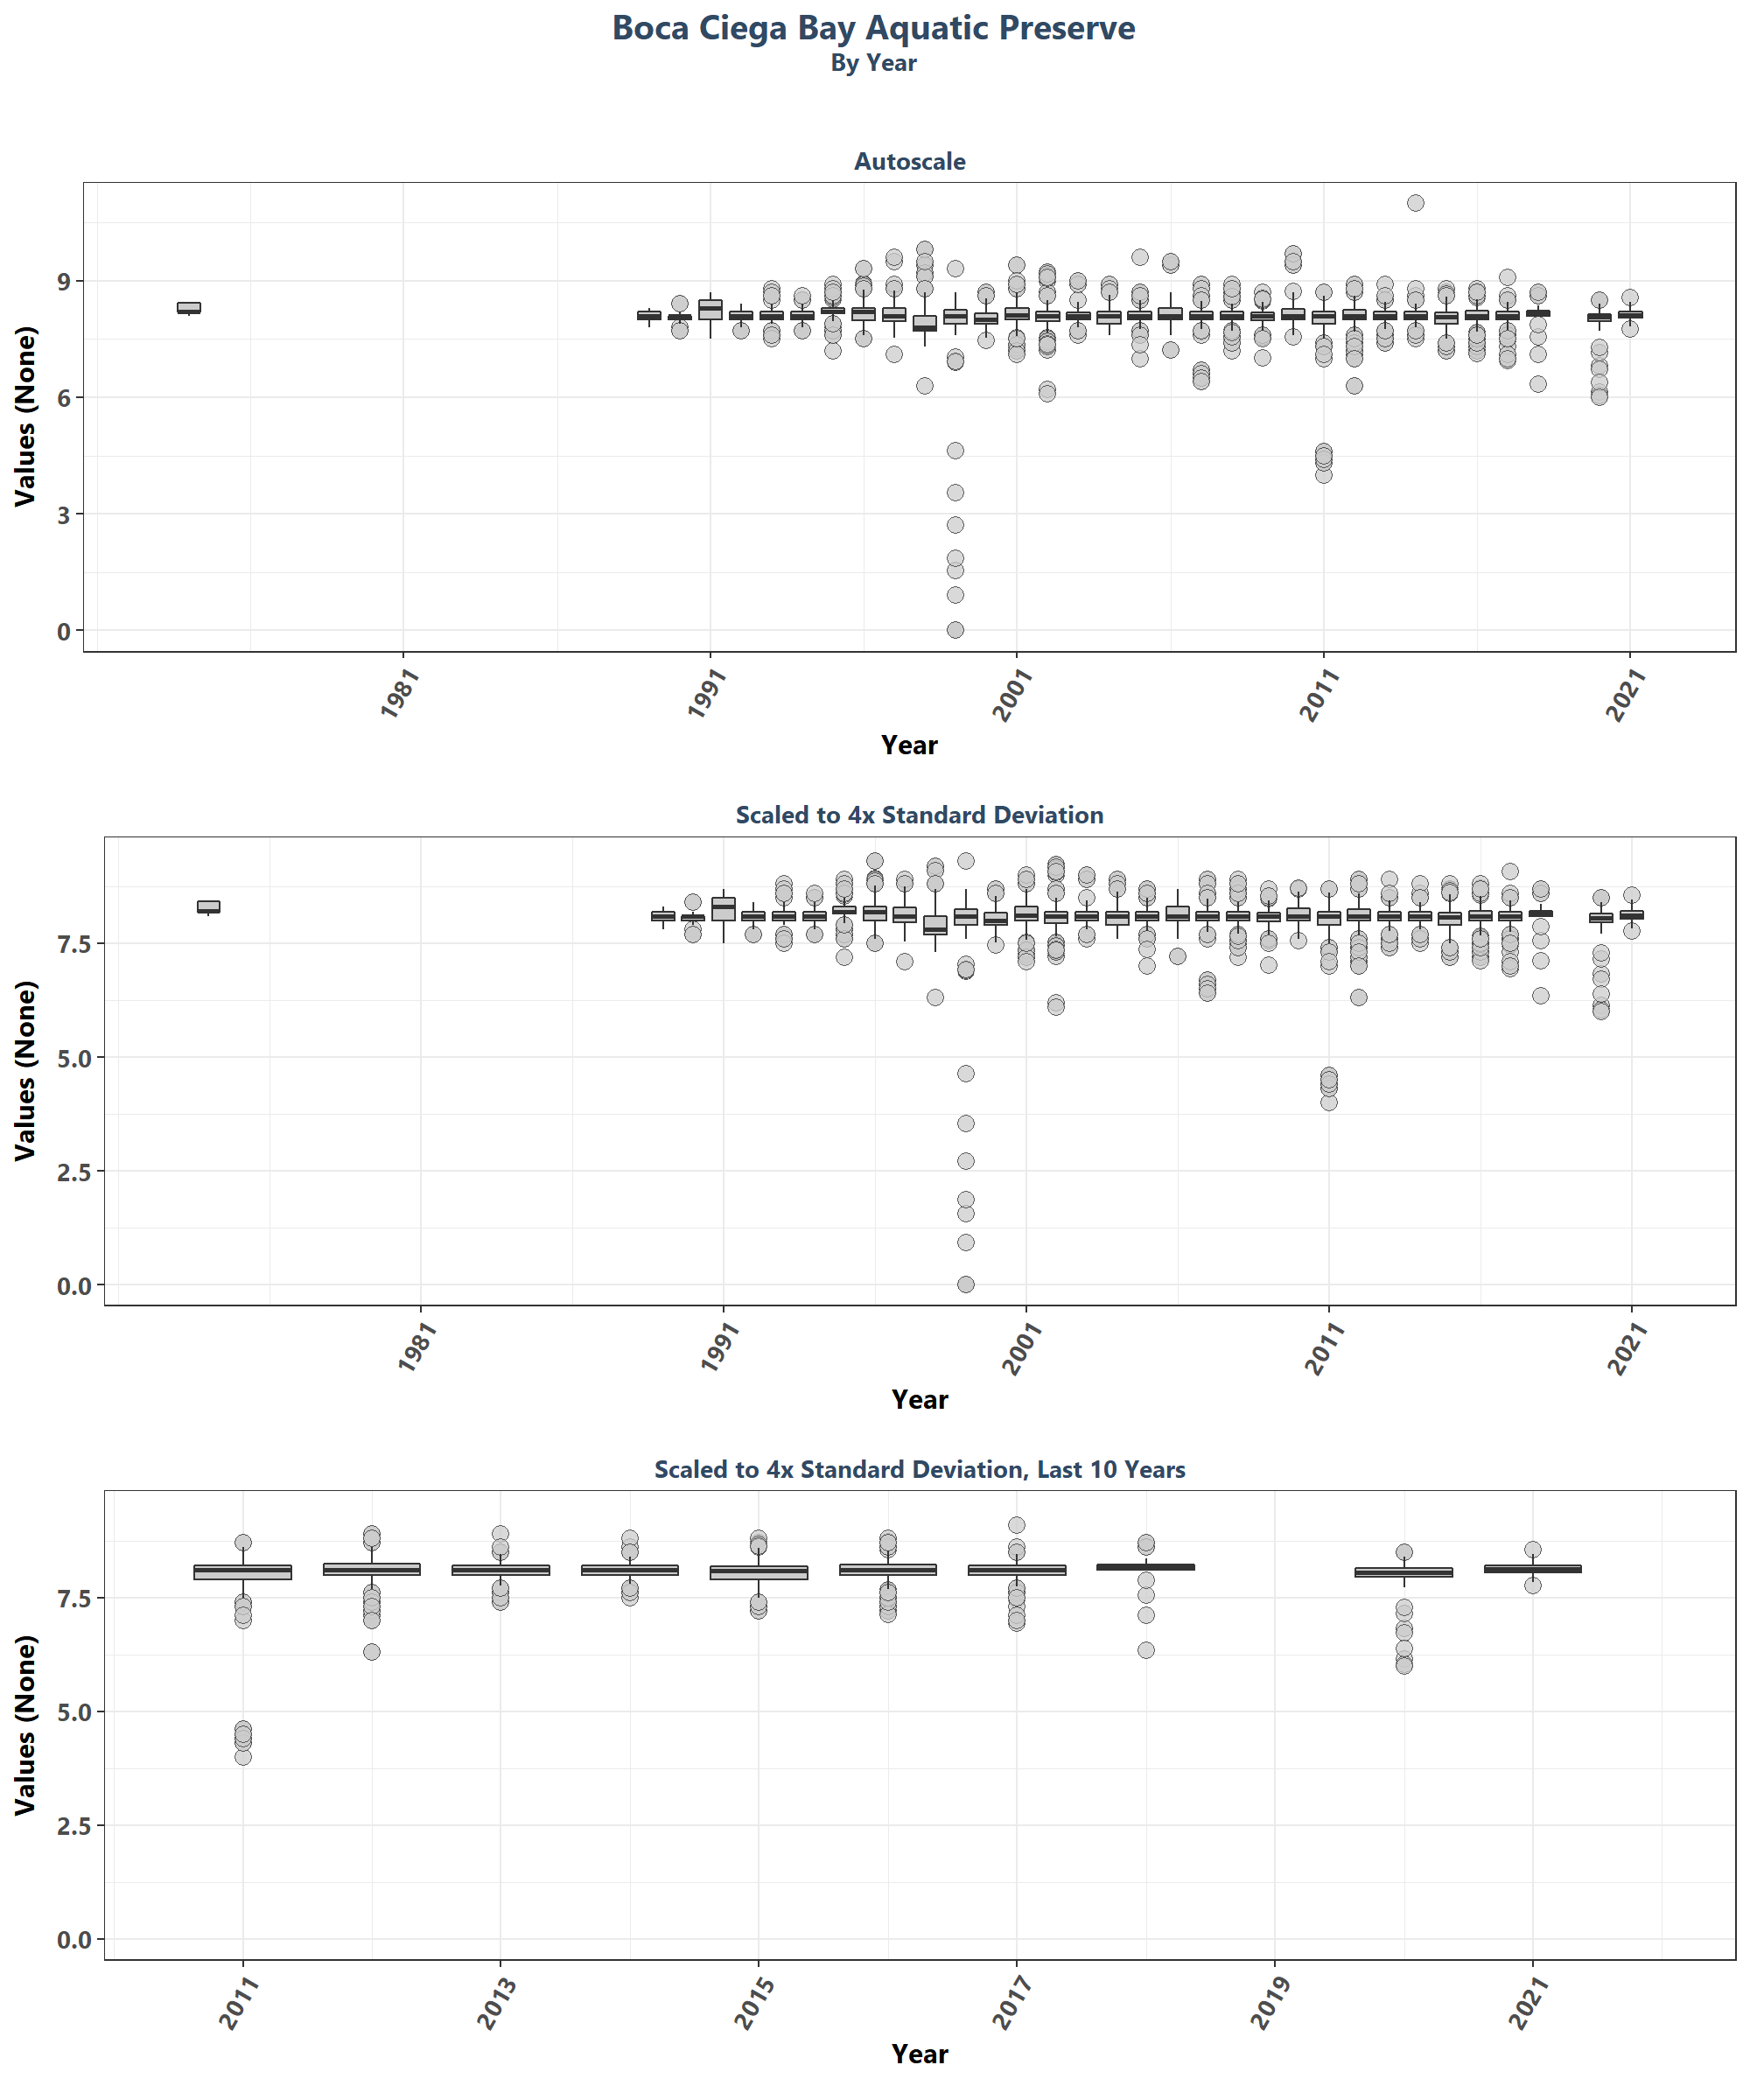 Boca Ciega Bay Aquatic Preserve
By Year
Autoscale
Values (None)
9
6
3
0
1981
1991
2001
2011
2021
Year
Scaled to 4x Standard Deviation
Values (None)
7.5
5.0
2.5
0.0
1981
1991
2001
2011
2021
Year
Scaled to 4x Standard Deviation, Last 10 Years
Values (None)
7.5
5.0
2.5
0.0
2011
2013
2015
2017
2019
2021
Year